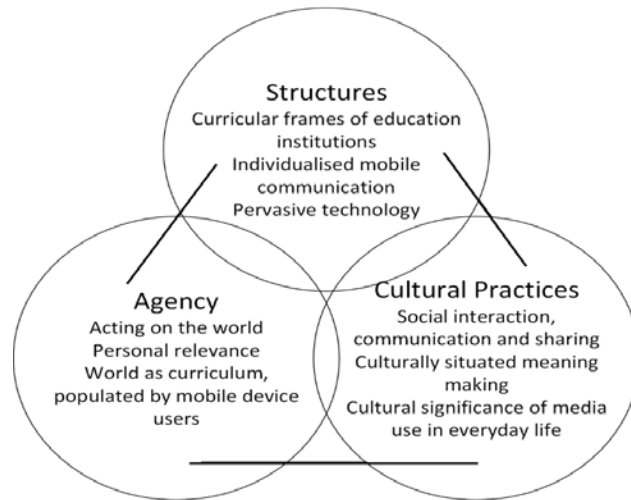 Structures
Curricular frames of education
institutions
Individualised mobile
communication
Pervasive technology
Agency
Acting on the world
Personal relevance
World as curriculum,
populated by mobile device
users
Cultural Practices
Social interaction,
communication and sharing
Culturally situated meaning
making
Cultural significance of media
use in everyday life